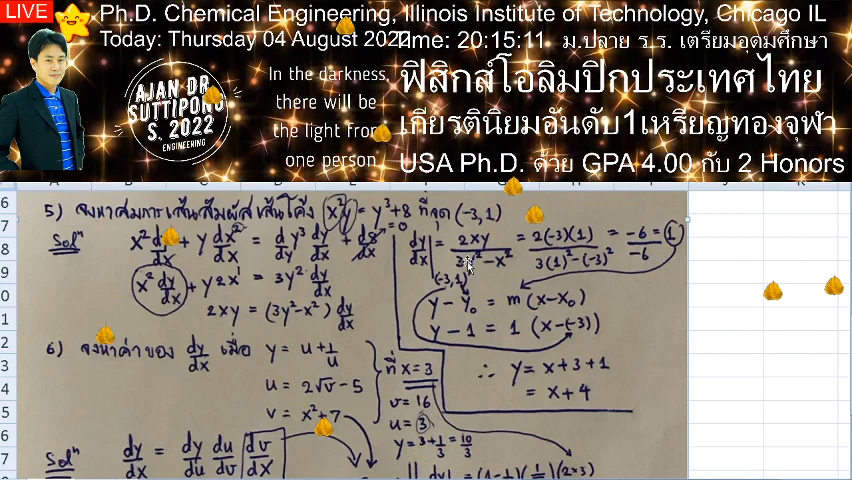 LIVE
Ph.D. Chemical Engineering, Illinois Institute of Technology, Chicago IL
Today: Thursday 04 August 2022
Time: 20:15:11 ม.ปลาย ร.ร. เตรียมอุดมศึกษา
AJAN DR.
SUTTIPONG
S. 2022
ENGINEERING
In the darkness,
there will be
the light from
one person
ฟิสิกส์โอลิมปิกประเทศไทย
เกียรตินิยมอันดับ1เหรียญทองจุฬา
USA Ph.D. ด้วย GPA 4.00 กับ 2 Honors
5) จงหาสมการเส้นสัมผัสเส้นโค้ง x²y = y³+8 ที่จุด (-3,1)
Solⁿ x² dy/dx + y dx²/dx = dy³/dy dy/dx + d8/dx = 0
x² dy/dx + y2x¹ = 3y² dy/dx
2xy = (3y²-x²) dy/dx
dy/dx |(-3,1) = 2xy/3y²-x² = 2(-3)(1)/3(1)²-(-3)² = -6/-6 = 1
y - y₀ = m(x-x₀)
y - 1 = 1 (x-(-3))
∴ y = x+3+1
= x+4
6) จงหาค่าของ dy/dx เมื่อ y = u + 1/u
u = 2√v - 5
v = x²+7
ที่ x=3
v = 16
u = 3
y = 3+1/3 = 10/3
Solⁿ dy/dx = dy/du du/dv dv/dx